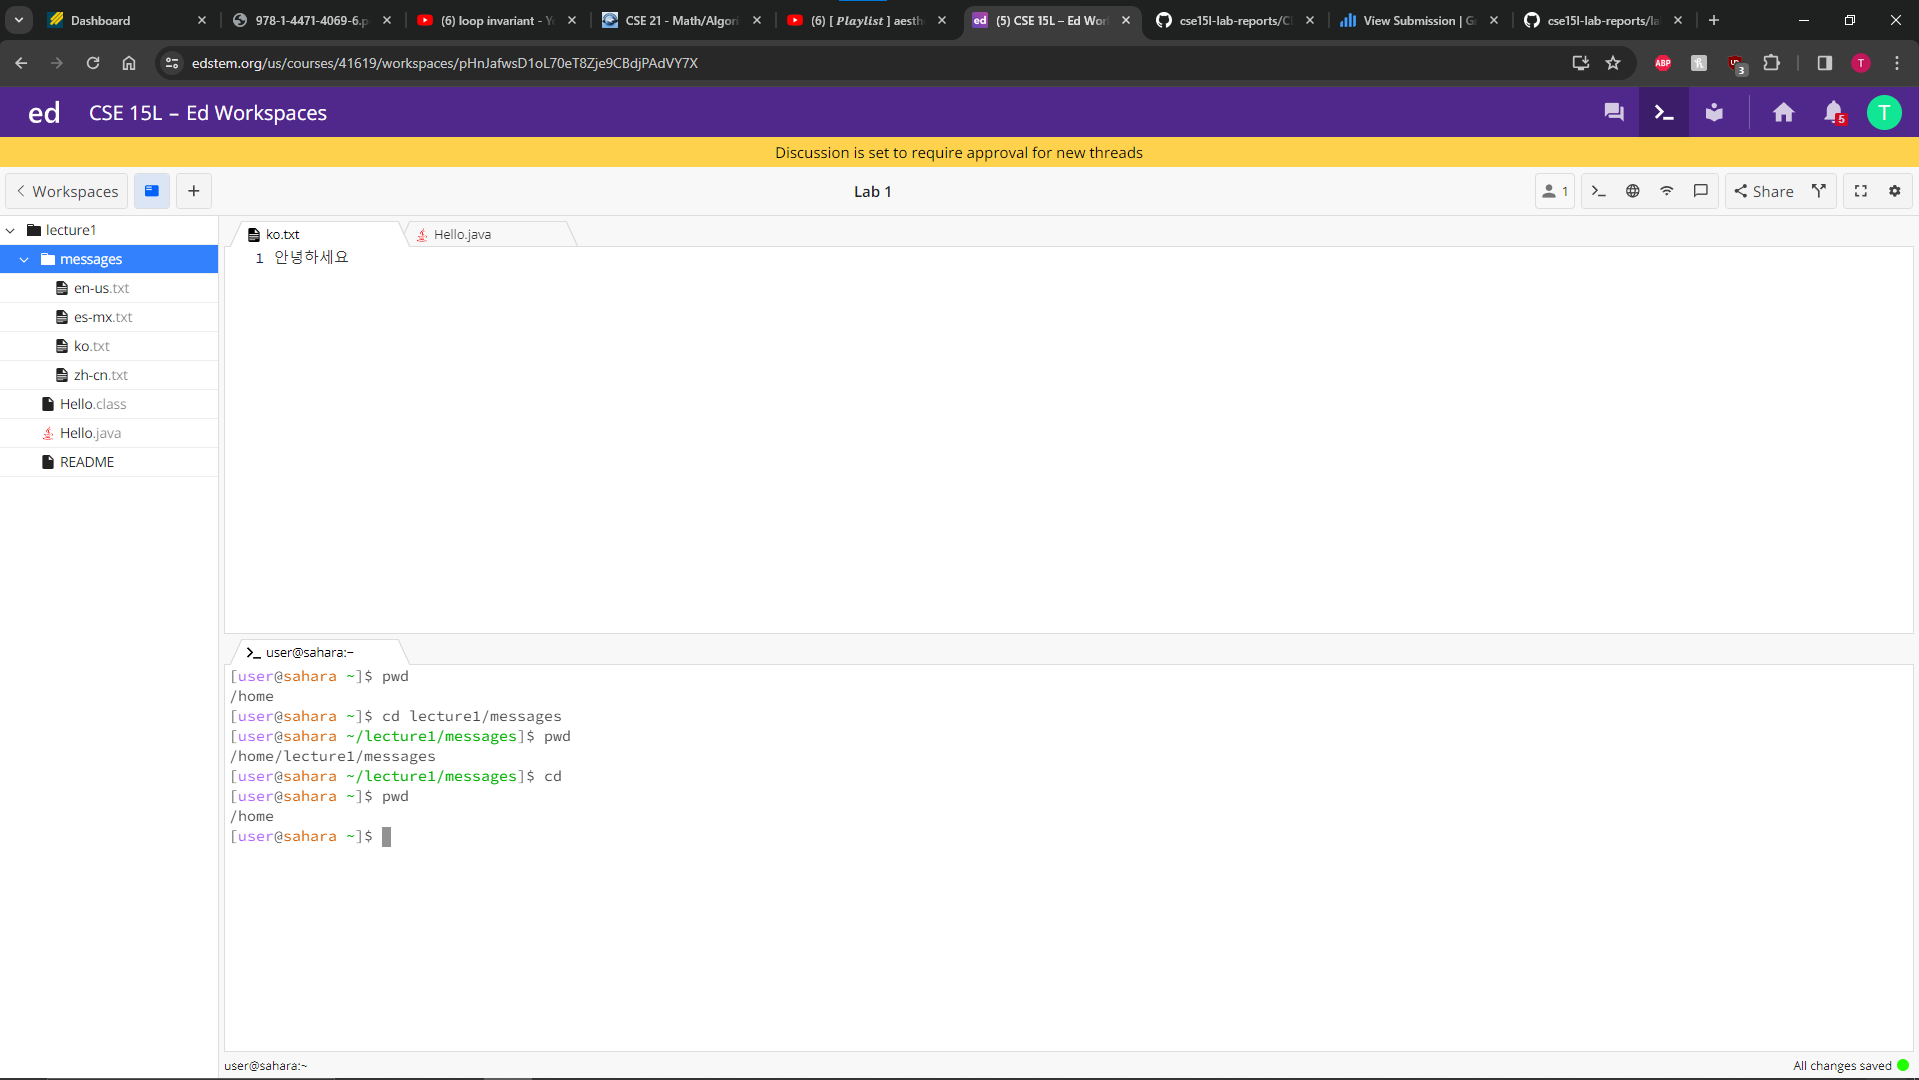 Dashboard
978-1-4471-4069-6.p
(6) loop invariant - Yo
CSE 21 - Math/Algori
(6) [ Playlist ] aesthe
(5) CSE 15L – Ed Wor
cse15l-lab-reports/Cl
View Submission | G
cse15l-lab-reports/la
edstem.org/us/courses/41619/workspaces/pHnJafwsD1oL70eT8Zje9CBdjPAdVY7X
ABP
3
T
ed
CSE 15L – Ed Workspaces
5
T
Discussion is set to require approval for new threads
Workspaces
Lab 1
1
Share
lecture1
messages
en-us.txt
es-mx.txt
ko.txt
zh-cn.txt
Hello.class
Hello.java
README
ko.txt
Hello.java
1 안녕하세요
user@sahara:~
[user@sahara ~]$ pwd
/home
[user@sahara ~]$ cd lecture1/messages
[user@sahara ~/lecture1/messages]$ pwd
/home/lecture1/messages
[user@sahara ~/lecture1/messages]$ cd
[user@sahara ~]$ pwd
/home
[user@sahara ~]$
user@sahara:~
All changes saved